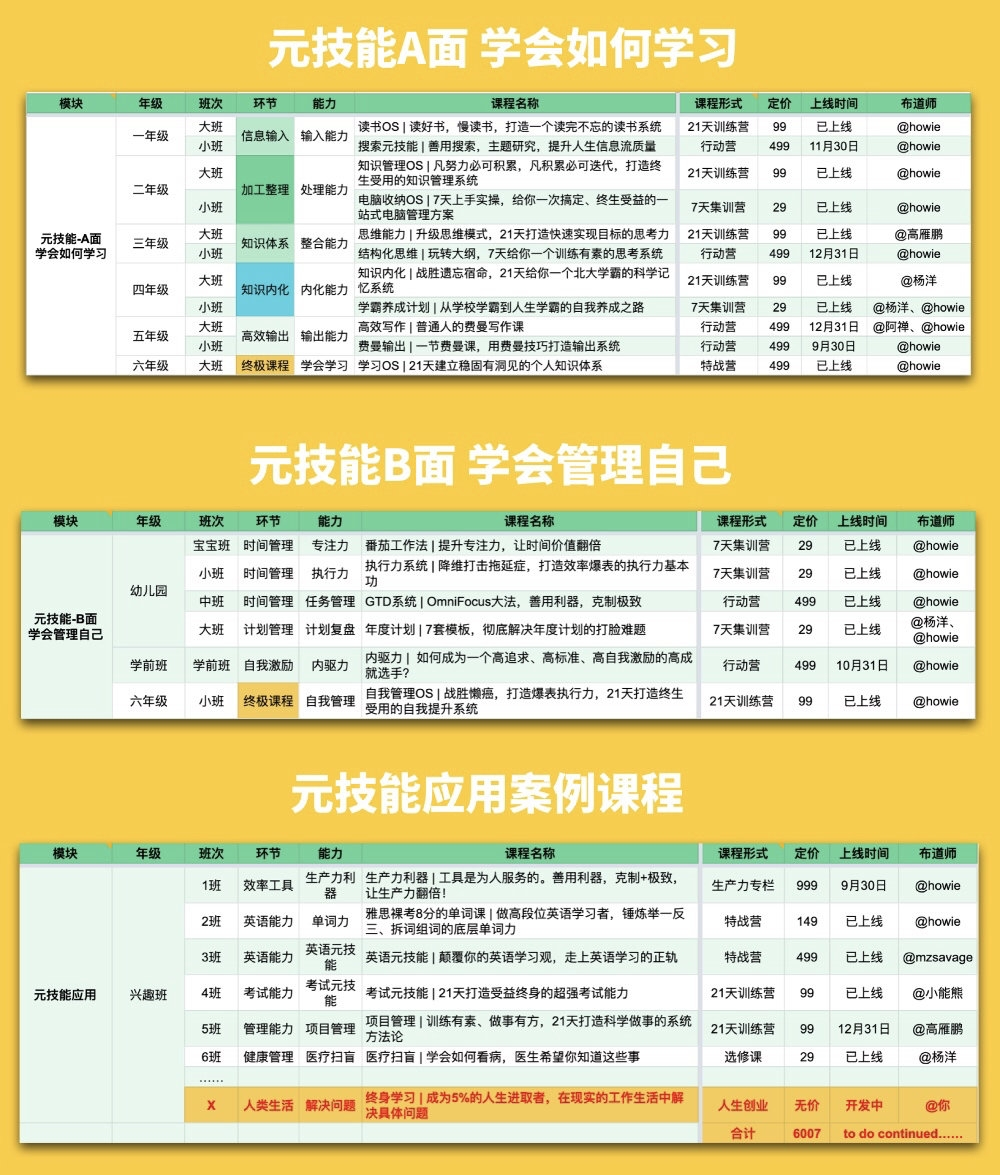 元技能A面 学会如何学习
模块 年级 班次 环节 能力 课程名称 课程形式 定价 上线时间 布道师
元技能-A面
学会如何学习
一年级 大班 信息输入 输入能力 读书OS | 读好书，慢读书，打造一个读完不忘的读书系统 21天训练营 99 已上线 @howie
小班 搜索元技能 | 善用搜索，主题研究，提升人生信息流质量 行动营 499 11月30日 @howie
二年级 大班 加工整理 处理能力 知识管理OS | 凡努力必可积累，凡积累必可迭代，打造终
生受用的知识管理系统 21天训练营 99 已上线 @howie
小班 电脑收纳OS | 7天上手实操，给你一次搞定、终生受益的一
站式电脑管理方案 7天集训营 29 已上线 @howie
三年级 大班 知识体系 整合能力 思维能力 | 升级思维模式，21天打造快速实现目标的思考力 21天训练营 99 已上线 @高雁鹏
小班 结构化思维 | 玩转大纲，7天给你一个训练有素的思考系统 行动营 499 12月31日 @howie
四年级 大班 知识内化 内化能力 知识内化 | 战胜遗忘宿命，21天给你一个北大学霸的科学记
忆系统 21天训练营 99 已上线 @杨洋
小班 学霸养成计划 | 从学校学霸到人生学霸的自我养成之路 7天集训营 29 已上线 @杨洋、@howie
五年级 大班 高效输出 输出能力 高效写作 | 普通人的费曼写作课 行动营 499 12月31日 @阿禅、@howie
小班 费曼输出 | 一节费曼课，用费曼技巧打造输出系统 行动营 499 9月30日 @howie
六年级 大班 终极课程 学会学习 学习OS | 21天建立稳固有洞见的个人知识体系 特战营 499 已上线 @howie
元技能B面 学会管理自己
模块 年级 班次 环节 能力 课程名称 课程形式 定价 上线时间 布道师
元技能-B面
学会管理自己
幼儿园 宝宝班 时间管理 专注力 番茄工作法 | 提升专注力，让时间价值翻倍 7天集训营 29 已上线 @howie
小班 时间管理 执行力 执行力系统 | 降维打击拖延症，打造效率爆表的执行力基本
功 7天集训营 29 已上线 @howie
中班 时间管理 任务管理 GTD系统 | OmniFocus大法，善用利器，克制极致 行动营 499 已上线 @howie
大班 计划管理 计划复盘 年度计划 | 7套模板，彻底解决年度计划的打脸难题 7天集训营 29 已上线 @杨洋、
@howie
学前班 学前班 自我激励 内驱力 内驱力 | 如何成为一个高追求、高标准、高自我激励的高成
就选手？ 行动营 499 10月31日 @howie
六年级 小班 终极课程 自我管理 自我管理OS | 战胜懒癌，打造爆表执行力，21天打造终生
受用的自我提升系统 21天训练营 99 已上线 @howie
元技能应用案例课程
模块 年级 班次 环节 能力 课程名称 课程形式 定价 上线时间 布道师
元技能应用
兴趣班
1班 效率工具 生产力利
器 生产力利器 | 工具是为人服务的。善用利器，克制+极致，
让生产力翻倍！ 生产力专栏 999 9月30日 @howie
2班 英语能力 单词力 雅思裸考8分的单词课 | 做高段位英语学习者，锤炼举一反
三、拆词组词的底层单词力 特战营 149 已上线 @howie
3班 英语能力 英语元技
能 英语元技能 | 颠覆你的英语学习观，走上英语学习的正轨 特战营 499 已上线 @mzsavage
4班 考试能力 考试元技
能 考试元技能 | 21天打造受益终身的超强考试能力 21天训练营 99 已上线 @小能熊
5班 管理能力 项目管理 项目管理 | 训练有素、做事有方，21天打造科学做事的系统
方法论 21天训练营 99 12月31日 @高雁鹏
6班 健康管理 医疗扫盲 医疗扫盲 | 学会如何看病，医生希望你知道这些事 选修课 29 已上线 @杨洋
……
X 人类生活 解决问题 终身学习 | 成为5%的人生进取者，在现实的工作生活中解
决具体问题 人生创业 无价 开发中 @你
合计 6007 to do continued……